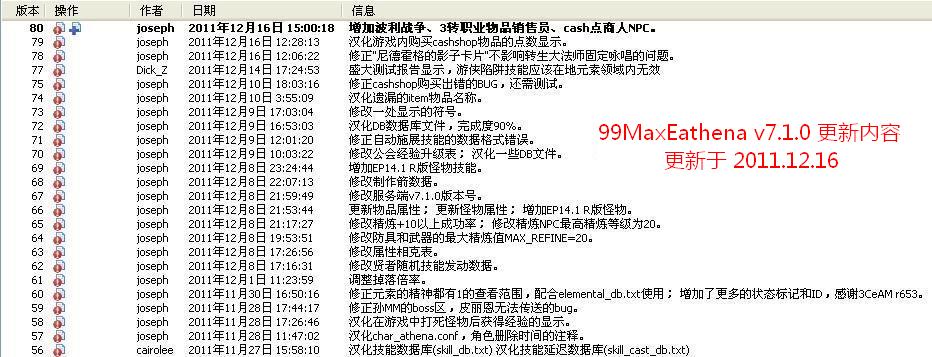 版本 操作 作者 日期 信息
80 joseph 2011年12月16日 15:00:18 增加波利战争、3转职业物品销售员、cash点商人NPC。
79 joseph 2011年12月16日 12:28:13 汉化游戏内购买cashshop物品的点数显示。
78 joseph 2011年12月16日 12:06:22 修正"尼德霍格的影子卡片"不影响转生大法师固定咏唱的问题。
77 Dick_Z 2011年12月14日 17:24:53 盛大测试报告显示，游侠陷阱技能应该在地元素领域内无效
75 joseph 2011年12月10日 18:03:16 修正cashshop购买出错的BUG，还需测试。
74 joseph 2011年12月10日 3:55:09 汉化遗漏的item物品名称。
73 joseph 2011年12月9日 17:03:04 修改一处显示的符号。
72 joseph 2011年12月9日 16:53:03 汉化DB数据库文件，完成度90%。
71 joseph 2011年12月9日 12:01:20 修正自动施展技能的数据格式错误。
70 joseph 2011年12月9日 10:03:22 修改公会经验升级表； 汉化一些DB文件。
69 joseph 2011年12月8日 23:24:44 增加EP14.1 R版怪物技能。
68 joseph 2011年12月8日 22:07:13 修改制作箭数据。
67 joseph 2011年12月8日 21:59:49 修改服务端v7.1.0版本号。
66 joseph 2011年12月8日 21:53:44 更新物品属性； 更新怪物属性； 增加EP14.1 R版怪物。
65 joseph 2011年12月8日 21:17:27 修改精炼+10以上成功率； 修改精炼NPC最高精炼等级为20。
64 joseph 2011年12月8日 19:53:51 修改防具和武器的最大精炼值MAX_REFINE=20。
63 joseph 2011年12月8日 17:26:56 修改属性相克表。
62 joseph 2011年12月8日 17:16:31 修改贤者随机技能发动数据。
61 joseph 2011年12月1日 11:23:59 调整掉落倍率。
60 joseph 2011年11月30日 16:50:16 修正元素的精神都有1的查看范围，配合elemental_db.txt使用； 增加了更多的状态标记和ID，感谢3CeAM r653。
59 joseph 2011年11月29日 17:44:17 修正孙MM的boss区，皮丽恩无法传送的bug。
58 joseph 2011年11月29日 17:26:46 汉化在游戏中打死怪物后获得经验的显示。
57 joseph 2011年11月28日 11:47:02 汉化char_athena.conf，角色删除时间的注释。
56 cairolee 2011年11月27日 15:58:10 汉化技能数据库(skill_db.txt) 汉化技能延迟数据库(skill_cast_db.txt)
99MaxEathena v7.1.0 更新内容
更新于 2011.12.16